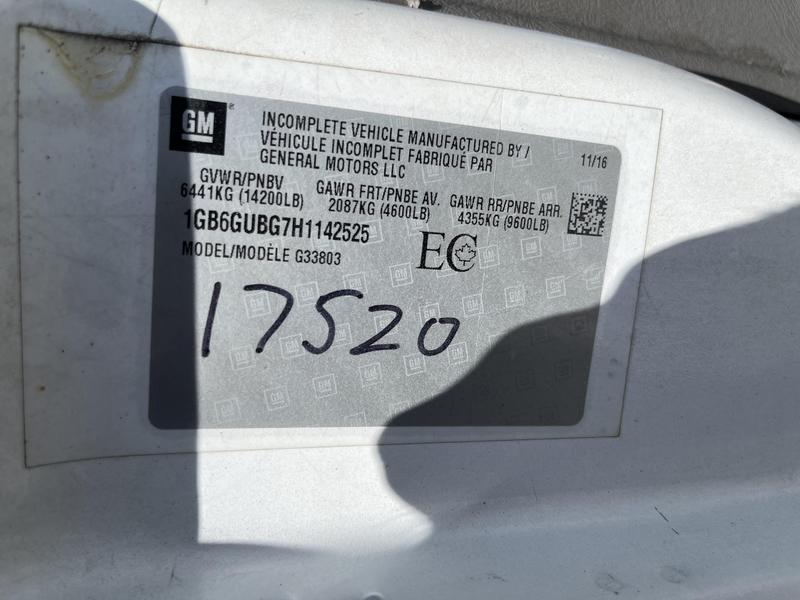 GM
INCOMPLETE VEHICLE MANUFACTURED BY /
VÉHICULE INCOMPLET FABRIQUÉ PAR
GENERAL MOTORS LLC
11/16
GVWR/PNBV
6441KG (14200LB)
GAWR FRT/PNBE AV.
2087KG (4600LB)
GAWR RR/PNBE ARR.
4355KG (9600LB)
1GB6GUBG7H1142525
MODEL/MODÈLE G33803
EC
17520